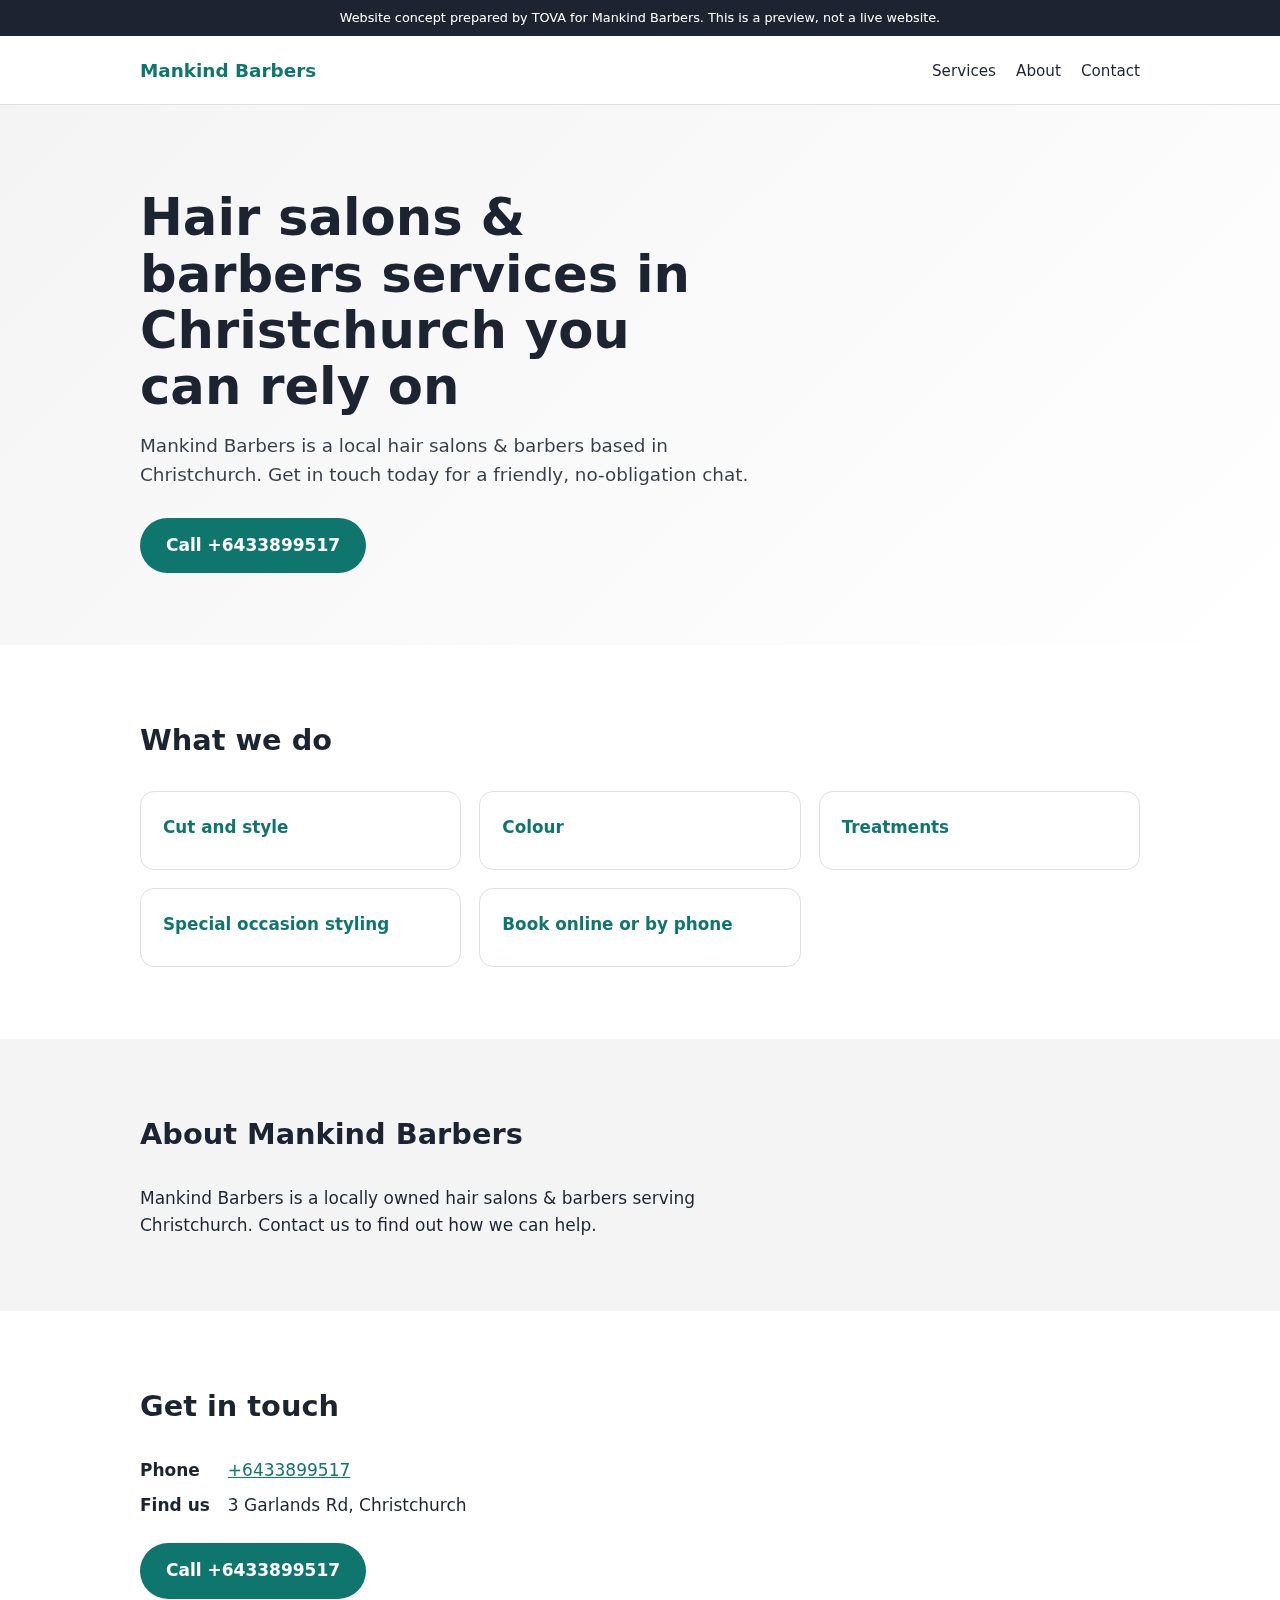 Website concept prepared by TOVA for Mankind Barbers. This is a preview, not a live website.
Mankind Barbers
Services
About
Contact
Hair salons &
barbers services in
Christchurch you
can rely on
Mankind Barbers is a local hair salons & barbers based in
Christchurch. Get in touch today for a friendly, no-obligation chat.
Call +6433899517
What we do
Cut and style
Colour
Treatments
Special occasion styling
Book online or by phone
About Mankind Barbers
Mankind Barbers is a locally owned hair salons & barbers serving
Christchurch. Contact us to find out how we can help.
Get in touch
Phone +6433899517
Find us 3 Garlands Rd, Christchurch
Call +6433899517